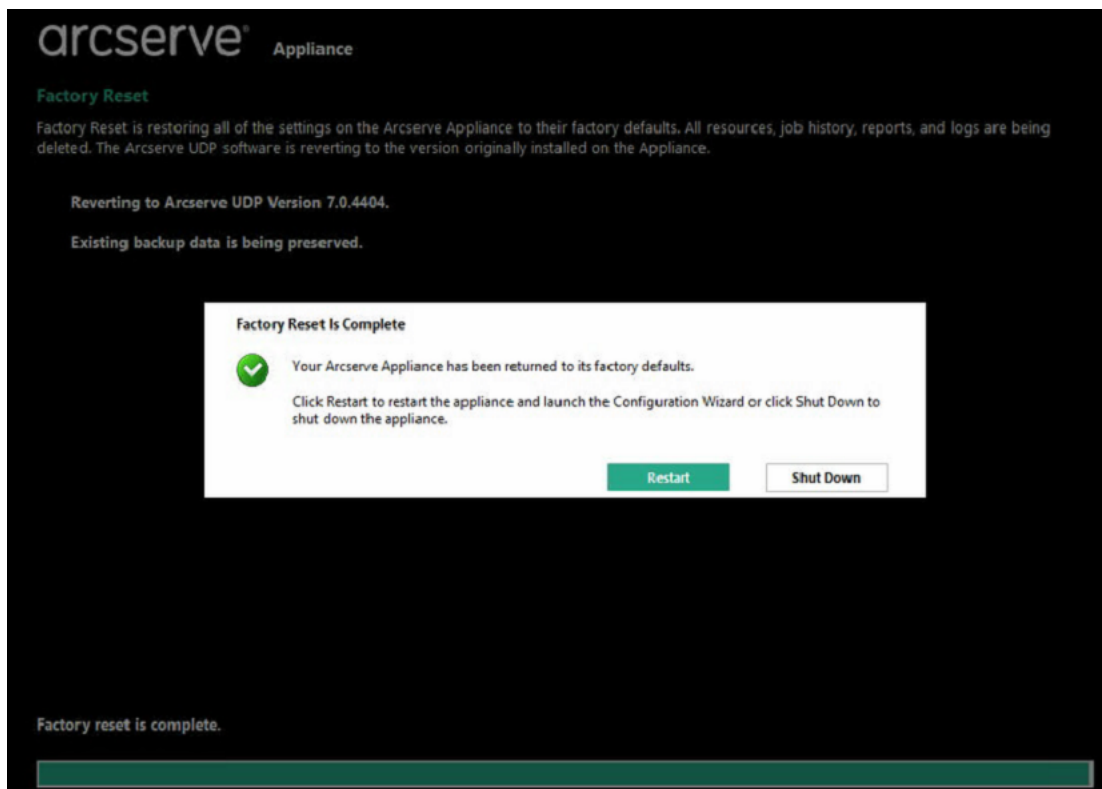 arcserve® Appliance
Factory Reset
Factory Reset is restoring all of the settings on the Arcserve Appliance to their factory defaults. All resources, job history, reports, and logs are being
deleted. The Arcserve UDP software is reverting to the version originally installed on the Appliance.
Reverting to Arcserve UDP Version 7.0.4404.
Existing backup data is being preserved.
Factory Reset Is Complete
Your Arcserve Appliance has been returned to its factory defaults.
Click Restart to restart the appliance and launch the Configuration Wizard or click Shut Down to
shut down the appliance.
Restart Shut Down
Factory reset is complete.